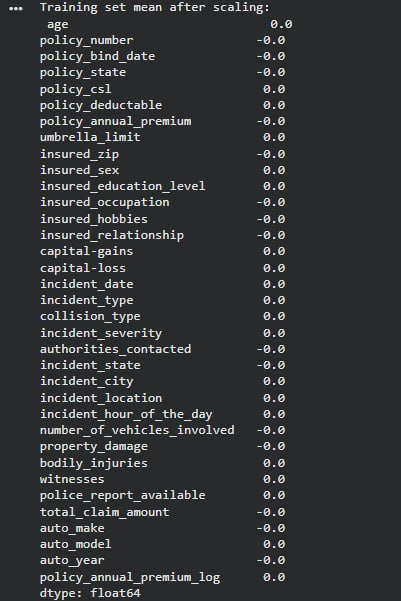 ••• Training set mean after scaling:
age 0.0
policy_number -0.0
policy_bind_date -0.0
policy_state -0.0
policy_csl 0.0
policy_deductable 0.0
policy_annual_premium -0.0
umbrella_limit 0.0
insured_zip -0.0
insured_sex 0.0
insured_education_level 0.0
insured_occupation -0.0
insured_hobbies -0.0
insured_relationship -0.0
capital-gains 0.0
capital-loss 0.0
incident_date 0.0
incident_type 0.0
collision_type 0.0
incident_severity 0.0
authorities_contacted -0.0
incident_state -0.0
incident_city 0.0
incident_location 0.0
incident_hour_of_the_day 0.0
number_of_vehicles_involved -0.0
property_damage -0.0
bodily_injuries 0.0
witnesses 0.0
police_report_available 0.0
total_claim_amount -0.0
auto_make -0.0
auto_model 0.0
auto_year -0.0
policy_annual_premium_log 0.0
dtype: float64